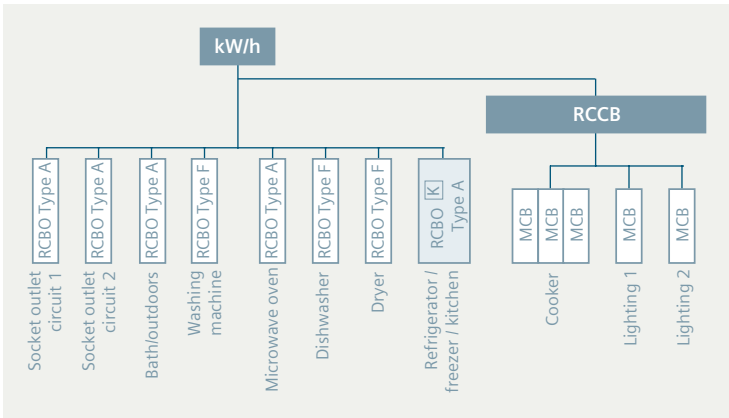 kW/h
RCCB
RCBO Type A
RCBO Type A
RCBO Type A
RCBO Type F
RCBO Type A
RCBO Type F
RCBO Type F
RCBO K
Type A
MCB
MCB
MCB
MCB
MCB
Socket outlet
circuit 1
Socket outlet
circuit 2
Bath/outdoors
Washing
machine
Microwave oven
Dishwasher
Dryer
Refrigerator /
freezer / kitchen
Cooker
Lighting 1
Lighting 2